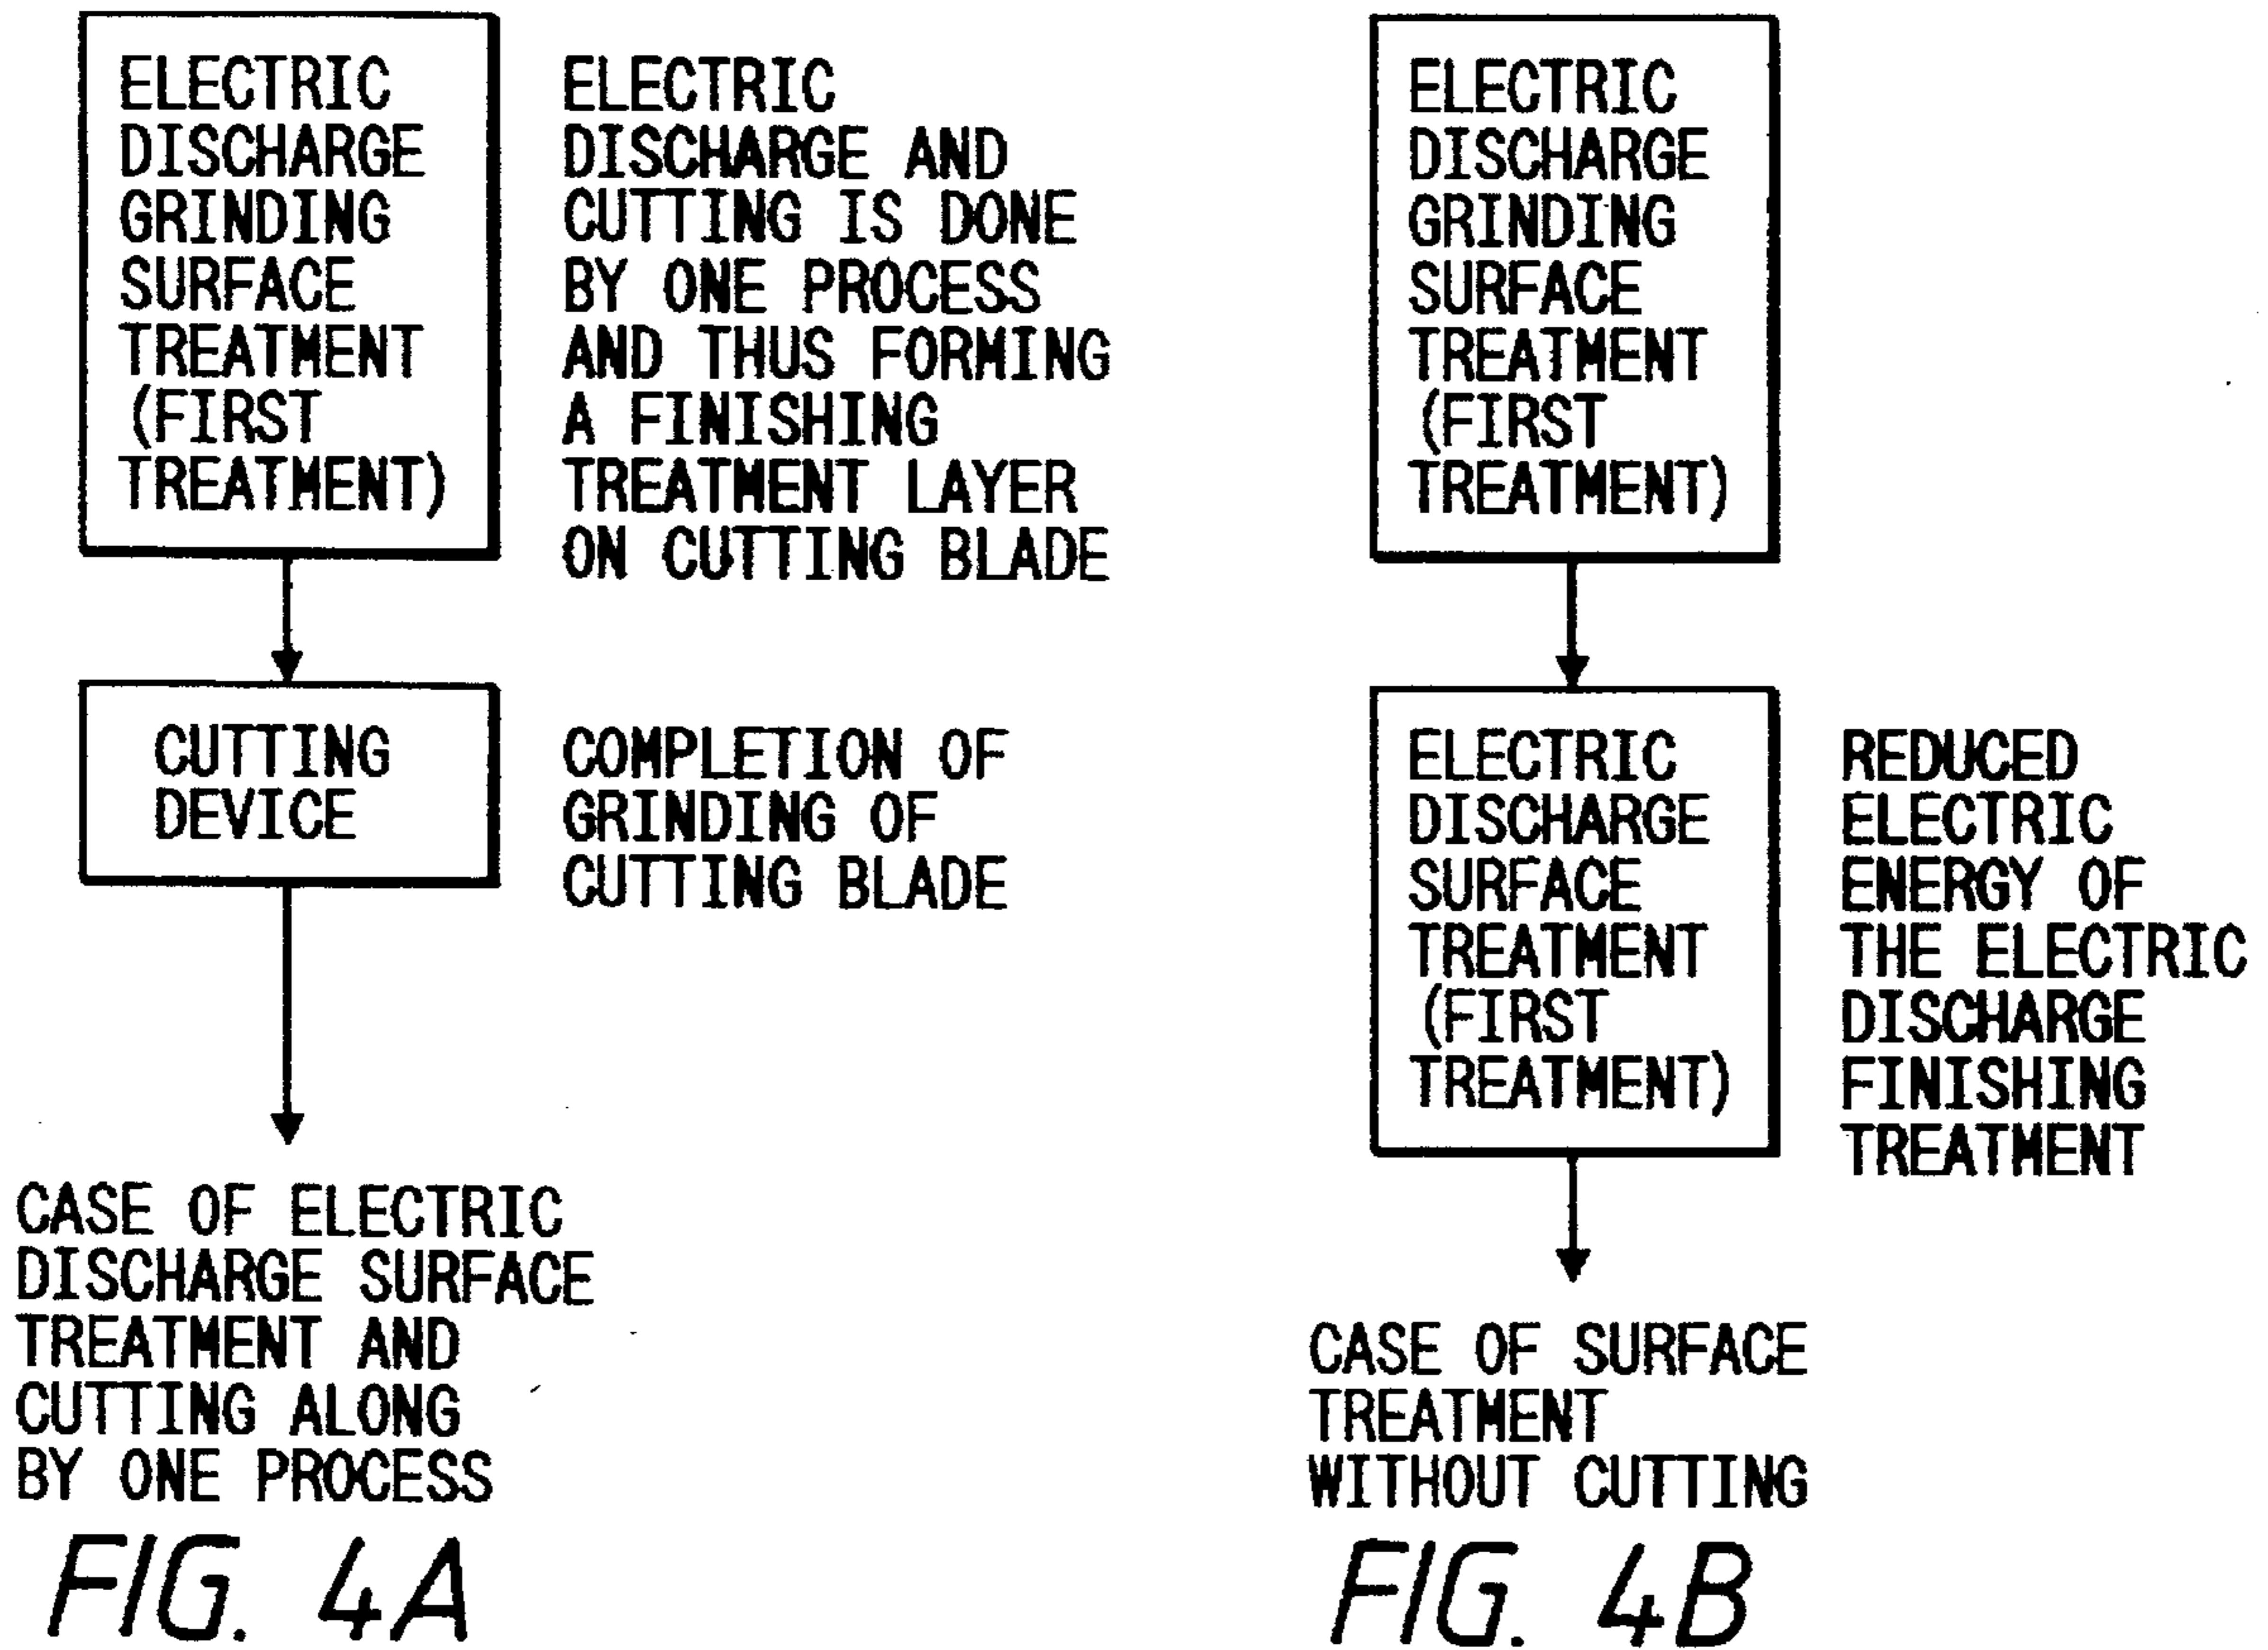 ELECTRIC
DISCHARGE
GRINDING
SURFACE
TREATMENT
(FIRST
TREATMENT)
ELECTRIC
DISCHARGE AND
CUTTING IS DONE
BY ONE PROCESS
AND THUS FORMING
A FINISHING
TREATMENT LAYER
ON CUTTING BLADE
CUTTING
DEVICE
COMPLETION OF
GRINDING OF
CUTTING BLADE
CASE OF ELECTRIC
DISCHARGE SURFACE
TREATMENT AND
CUTTING ALONG
BY ONE PROCESS
FIG. 4A
ELECTRIC
DISCHARGE
GRINDING
SURFACE
TREATMENT
(FIRST
TREATMENT)
ELECTRIC
DISCHARGE
SURFACE
TREATMENT
(FIRST
TREATMENT)
REDUCED
ELECTRIC
ENERGY OF
THE ELECTRIC
DISCHARGE
FINISHING
TREATMENT
CASE OF SURFACE
TREATMENT
WITHOUT CUTTING
FIG. 4B